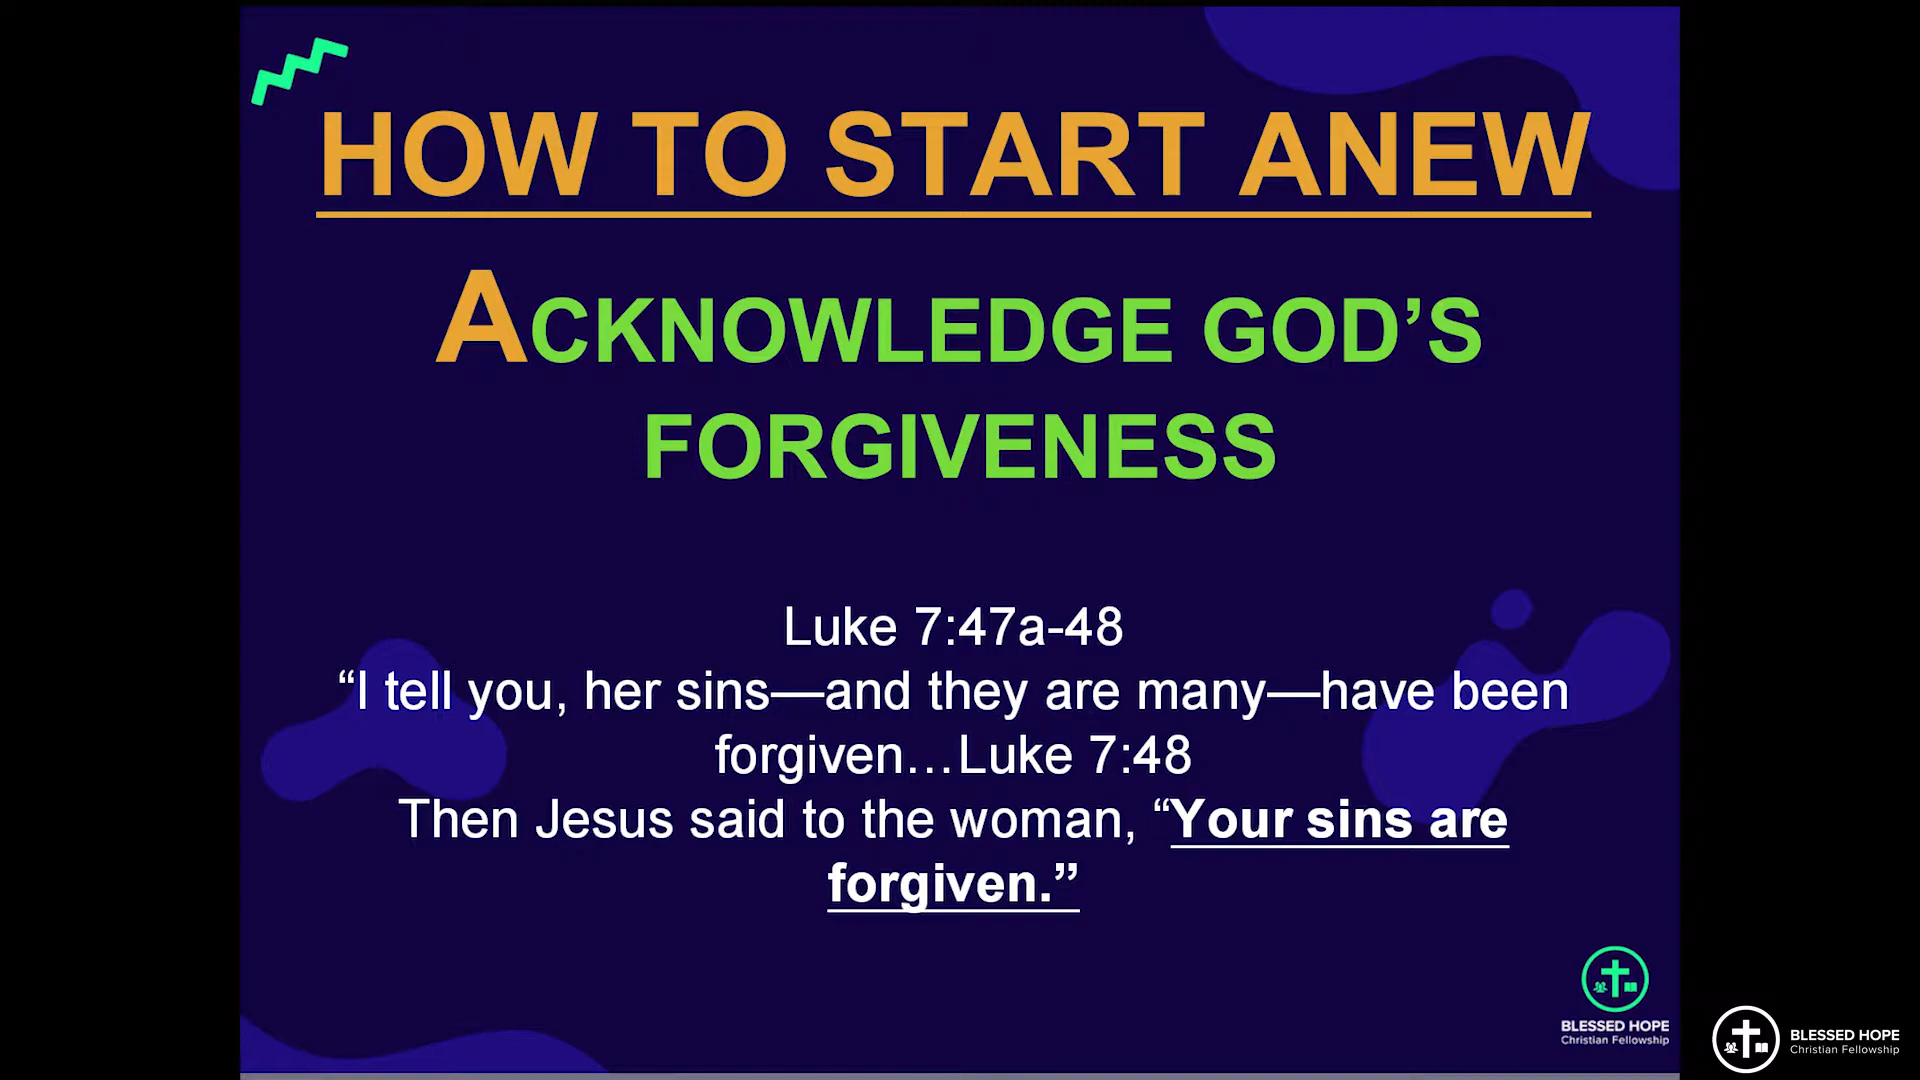 HOW TO START ANEW
ACKNOWLEDGE GOD’S
FORGIVENESS
Luke 7:47a-48
“I tell you, her sins—and they are many—have been
forgiven…Luke 7:48
Then Jesus said to the woman, “Your sins are
forgiven.”
BLESSED HOPE
Christian Fellowship
BLESSED HOPE
Christian Fellowship